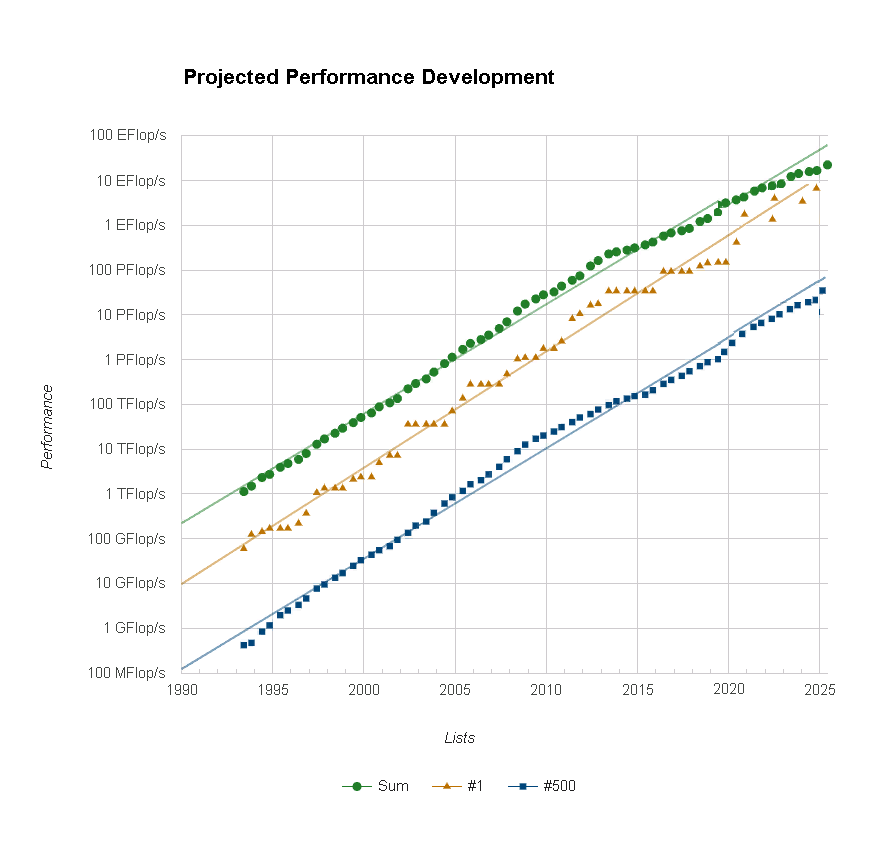 Projected Performance Development
100 EFlop/s
10 EFlop/s
1 EFlop/s
100 PFlop/s
10 PFlop/s
1 PFlop/s
100 TFlop/s
10 TFlop/s
1 TFlop/s
100 GFlop/s
10 GFlop/s
1 GFlop/s
100 MFlop/s
Performance
1990 1995 2000 2005 2010 2015 2020 2025
Lists
Sum #1 #500